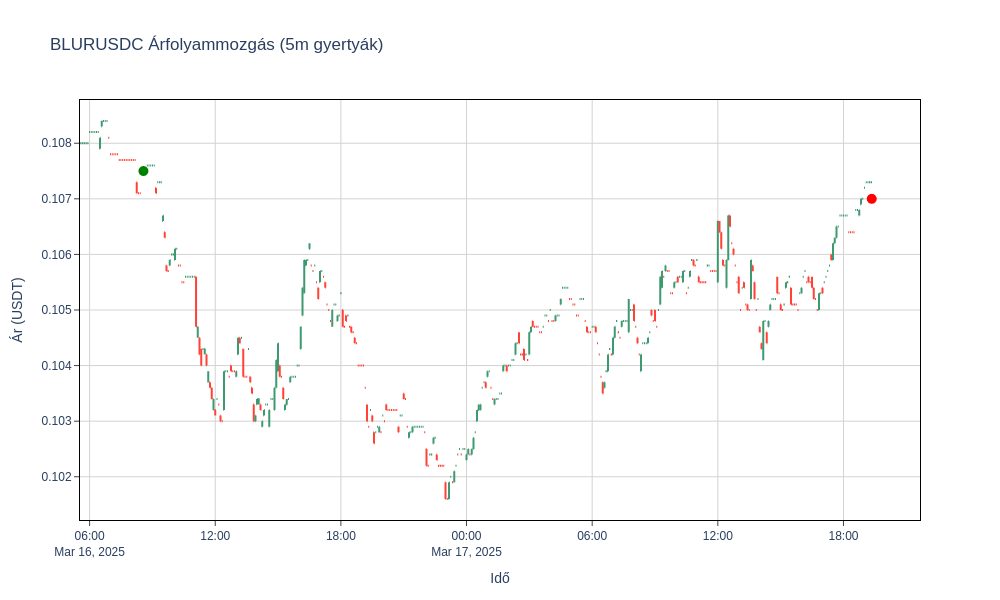 BLURUSDC Árfolyammozgás (5m gyertyák)
0.108
0.107
0.106
0.105
0.104
0.103
0.102
Ár (USDT)
06:00 12:00 18:00 00:00 06:00 12:00 18:00
Mar 16, 2025 Mar 17, 2025
Idő